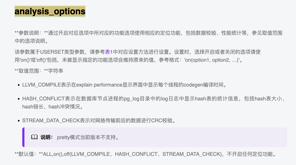 analysis_options
**参数说明：**通过开启对应选项中所对应的功能选项使用相应的定位功能，包括数据校验、性能统计等，参见取值范围中的选项说明。
该参数属于USERSET类型参数，请参考表1中对应设置方法进行设置。设置时，选择开启或者关闭的选项请使用'on()'或'off()'包括，未被显示指定的功能选项会维持原来的值。参考格式：'on(option1, option2, ...)'。
**取值范围：**字符串
• LLVM_COMPILE表示在explain performance显示界面中显示每个线程的codegen编译时间。
• HASH_CONFLICT表示在数据库节点进程的pg_log目录中的log日志中显示hash表的统计信息，包括hash表大小，hash链长、hash冲突情况。
• STREAM_DATA_CHECK表示对网络传输前后的数据进行CRC校验。
说明： pretty模式当前版本不支持。
**默认值：**ALL,on(),off(LLVM_COMPILE、HASH_CONFLICT、STREAM_DATA_CHECK)，不开启任何定位功能。